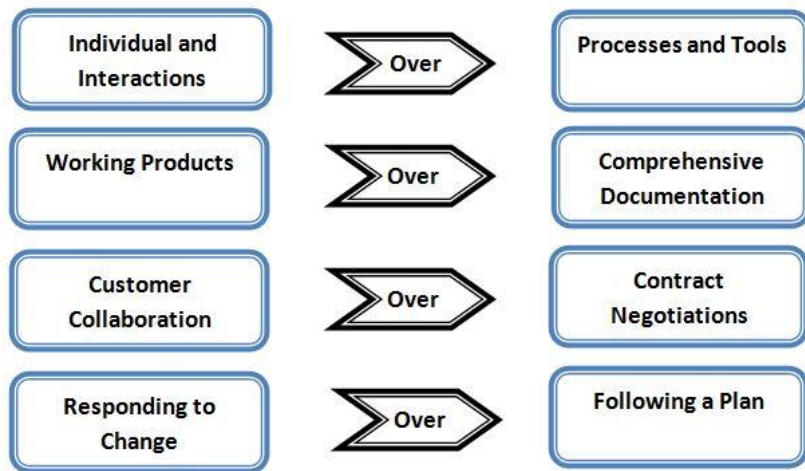 Individual and
Interactions
Over
Processes and Tools
Working Products
Over
Comprehensive
Documentation
Customer
Collaboration
Over
Contract
Negotiations
Responding to
Change
Over
Following a Plan